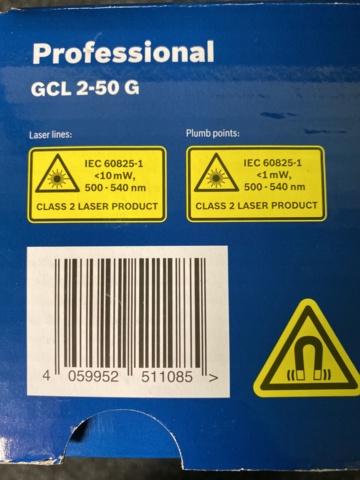 Professional
GCL 2-50 G
Laser lines:
IEC 60825-1
<10 mW,
500 - 540 nm
CLASS 2 LASER PRODUCT
Plumb points:
IEC 60825-1
<1 mW,
500 - 540 nm
CLASS 2 LASER PRODUCT
4 059952 511085 >